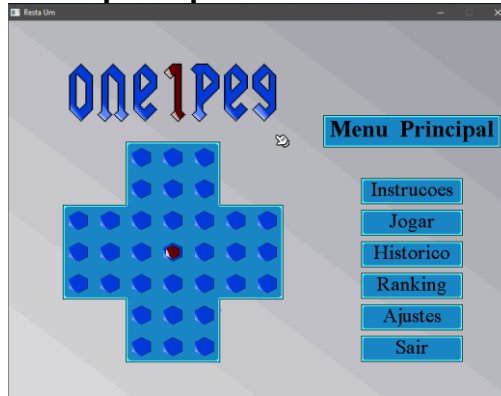 Resta Um
one1Peg
Menu Principal
Instrucoes
Jogar
Historico
Ranking
Ajustes
Sair